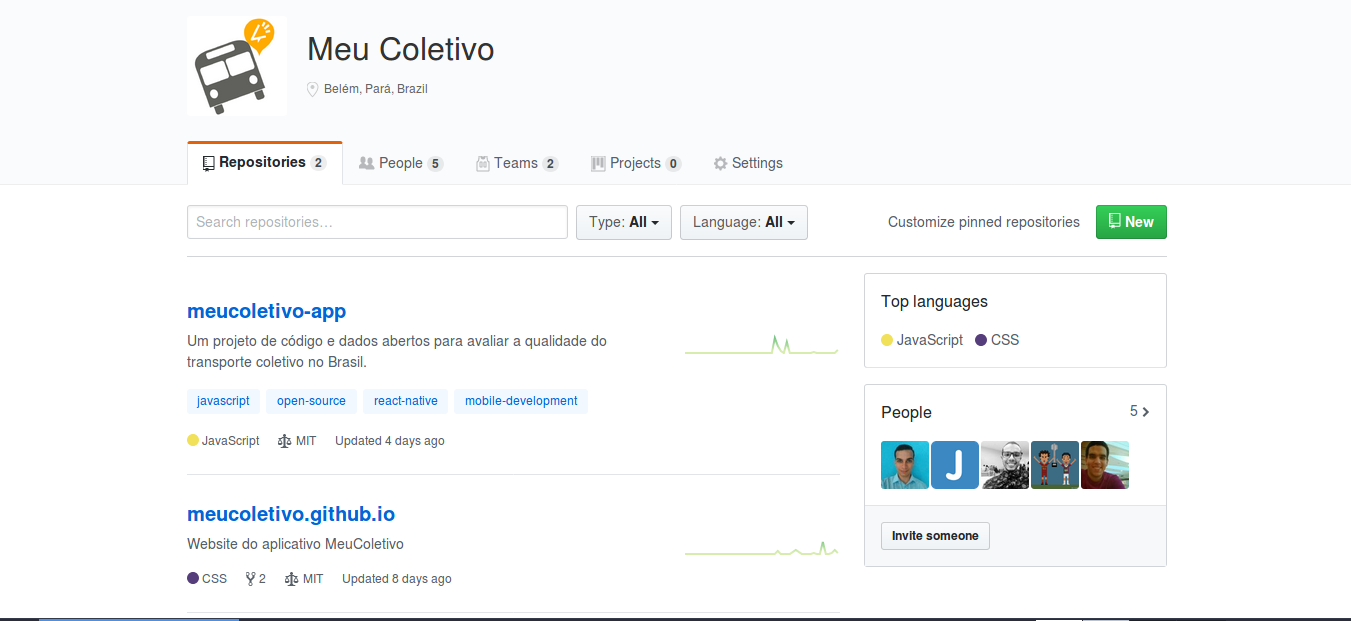 Meu Coletivo
Belém, Pará, Brazil
Repositories 2 People 5 Teams 2 Projects 0 Settings
Search repositories… Type: All Language: All Customize pinned repositories New
meucoletivo-app
Um projeto de código e dados abertos para avaliar a qualidade do
transporte coletivo no Brasil.
javascript open-source react-native mobile-development
JavaScript MIT Updated 4 days ago
meucoletivo.github.io
Website do aplicativo MeuColetivo
CSS 2 MIT Updated 8 days ago
Top languages
JavaScript CSS
People 5
J
Invite someone